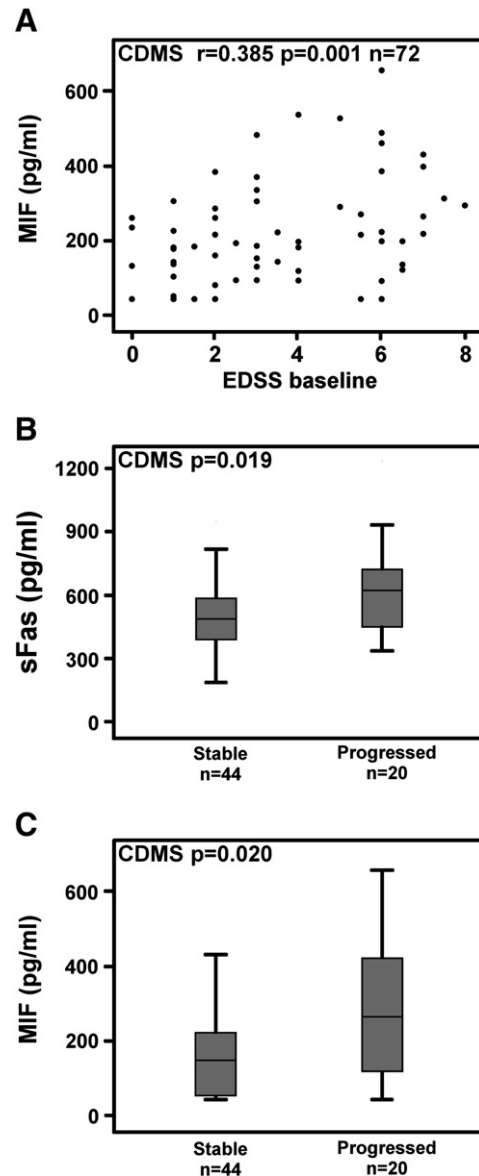 A
CDMS r=0.385 p=0.001 n=72
MIF (pg/ml)
600
400
200
0
0 2 4 6 8
EDSS baseline
B
CDMS p=0.019
sFas (pg/ml)
1200
900
600
300
0
Stable Progressed
n=44 n=20
C
CDMS p=0.020
MIF (pg/ml)
600
400
200
0
Stable Progressed
n=44 n=20